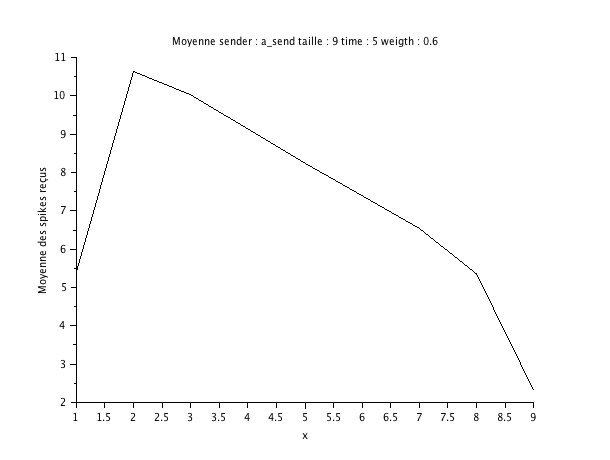 Moyenne sender : a_send taille : 9 time : 5 weigth : 0.6
11
10
9
8
7
6
5
4
3
2
Moyenne des spikes reçus
1 1.5 2 2.5 3 3.5 4 4.5 5 5.5 6 6.5 7 7.5 8 8.5 9
x